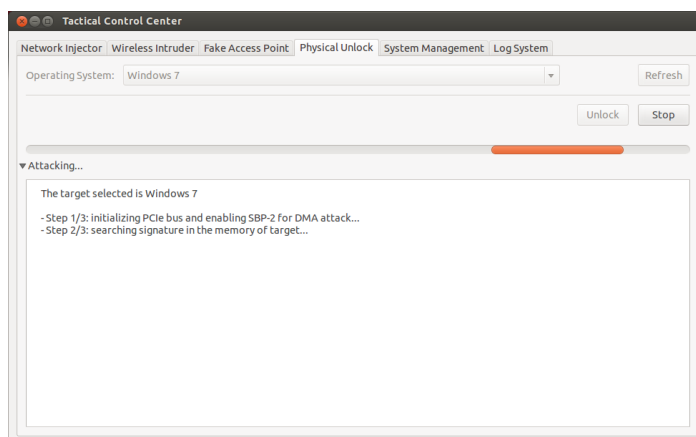 Tactical Control Center
Network Injector Wireless Intruder Fake Access Point Physical Unlock System Management Log System
Operating System: Windows 7 Refresh
Unlock Stop
Attacking...
The target selected is Windows 7
- Step 1/3: initializing PCIe bus and enabling SBP-2 for DMA attack...
- Step 2/3: searching signature in the memory of target...